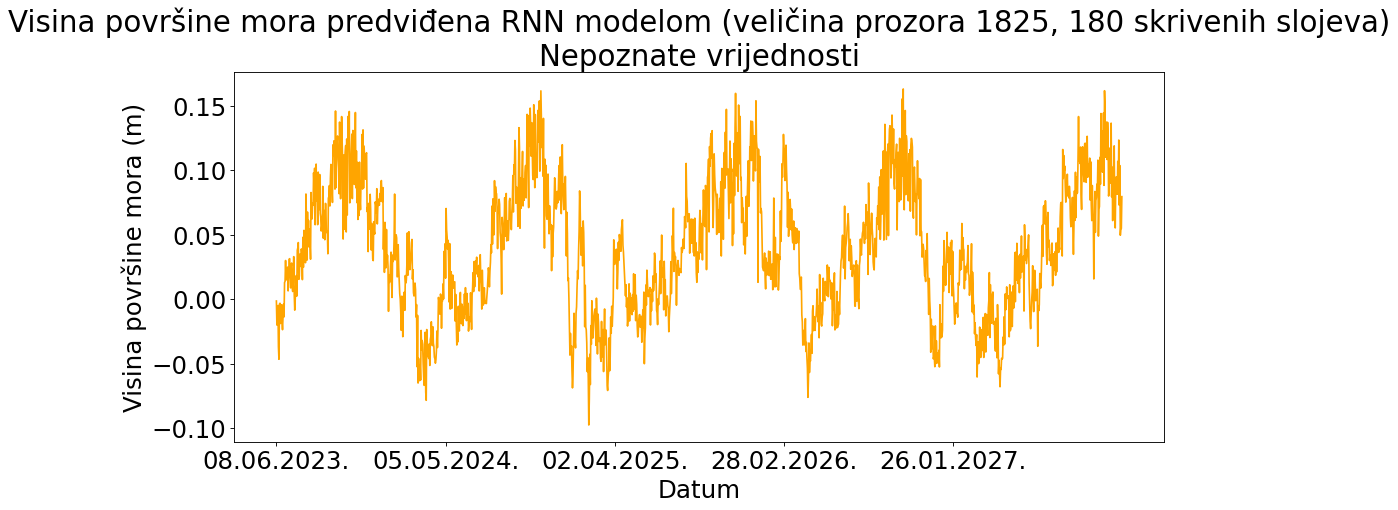 Visina površine mora predviđena RNN modelom (veličina prozora 1825, 180 skrivenih slojeva)
Nepoznate vrijednosti
Visina površine mora (m)
0.15
0.10
0.05
0.00
−0.05
−0.10
08.06.2023. 05.05.2024. 02.04.2025. 28.02.2026. 26.01.2027.
Datum